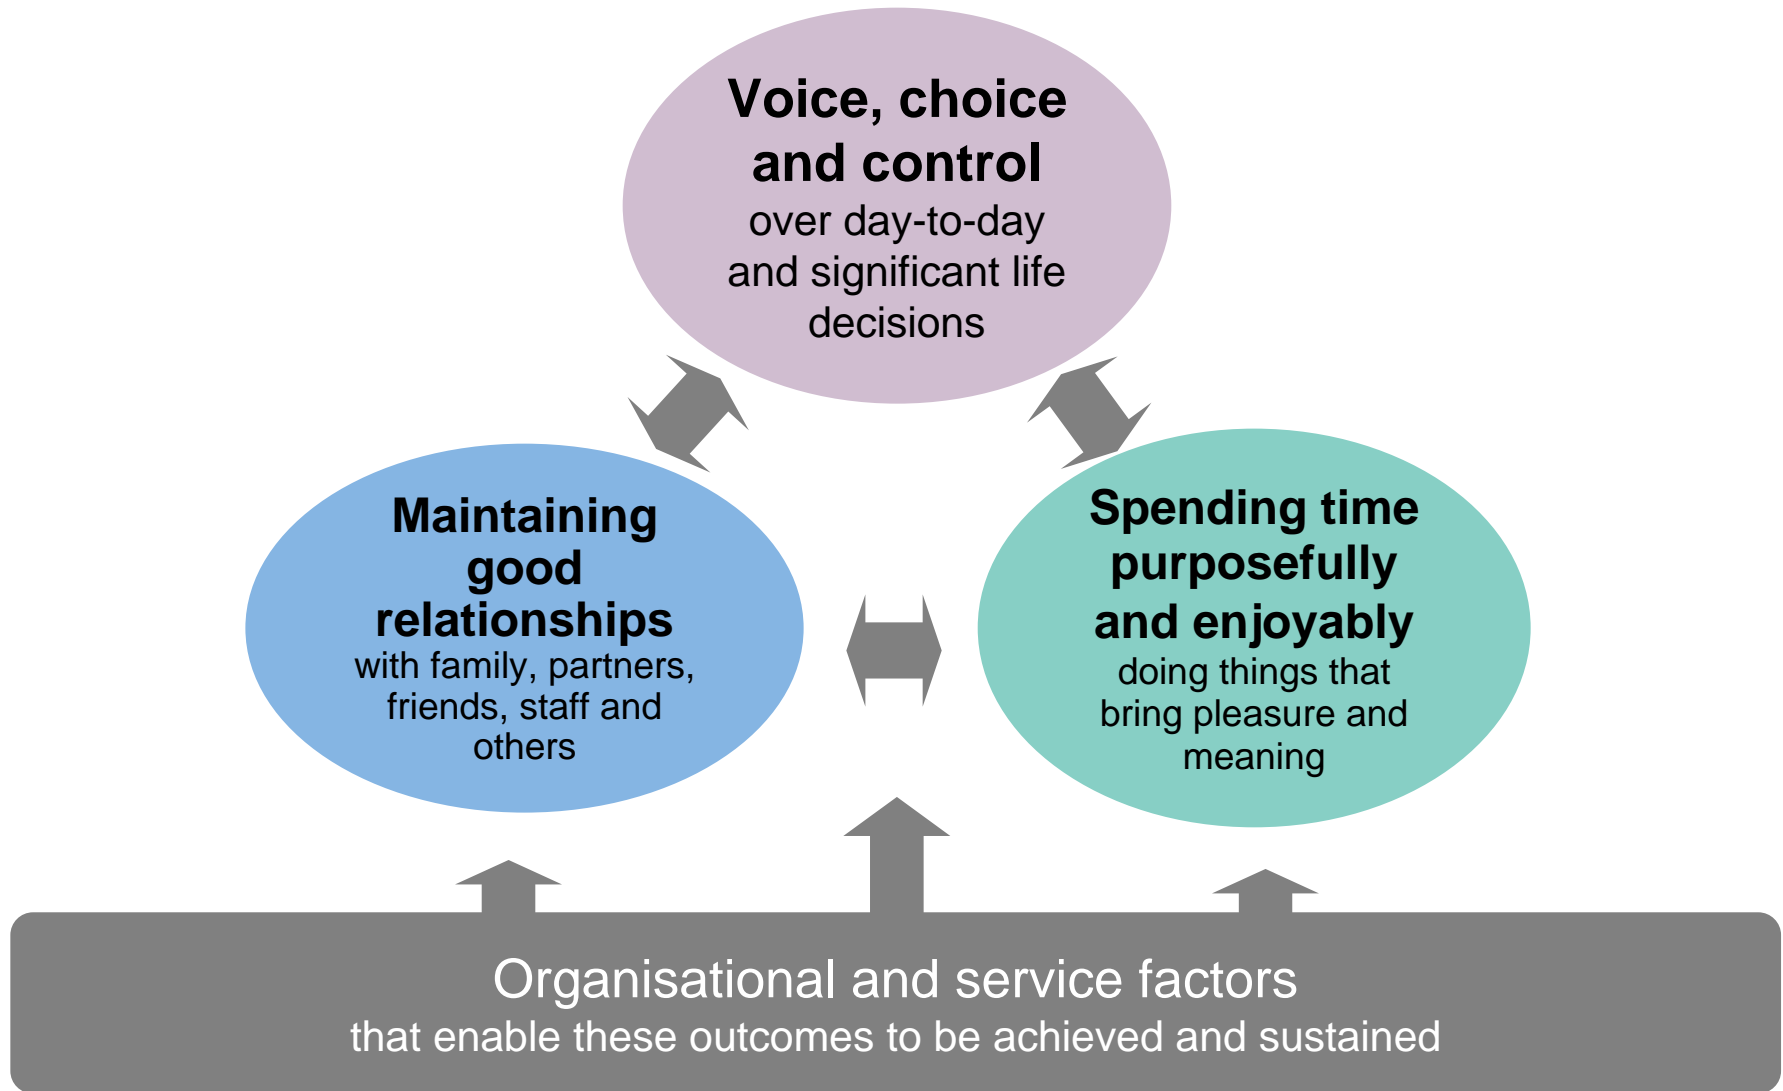 Voice, choice
and control
over day-to-day
and significant life
decisions
Maintaining
good
relationships
with family, partners,
friends, staff and
others
Spending time
purposefully
and enjoyably
doing things that
bring pleasure and
meaning
Organisational and service factors
that enable these outcomes to be achieved and sustained